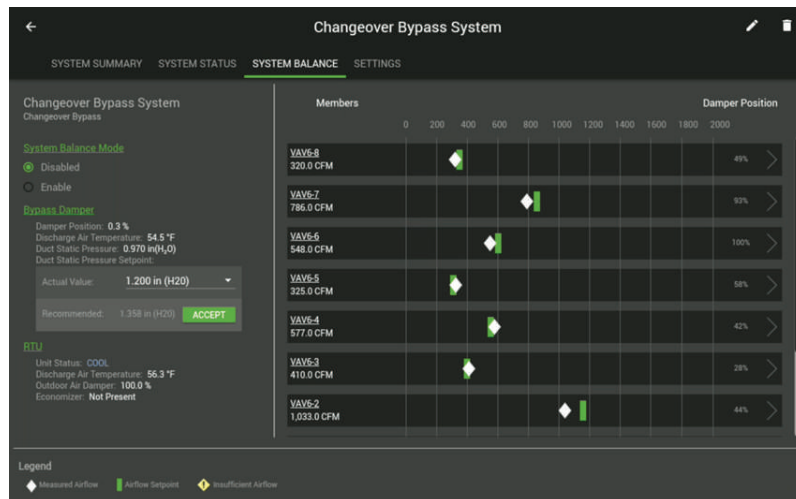 Changeover Bypass System
SYSTEM SUMMARY SYSTEM STATUS SYSTEM BALANCE SETTINGS
Changeover Bypass System
Changeover Bypass
System Balance Mode
Disabled
Enable
Bypass Damper
Damper Position: 0.3 %
Discharge Air Temperature: 54.5 °F
Duct Static Pressure: 0.970 in(H₂O)
Duct Static Pressure Setpoint:
Actual Value: 1.200 in (H20)
Recommended: 1.358 in (H20) ACCEPT
RTU
Unit Status: COOL
Discharge Air Temperature: 56.3 °F
Outdoor Air Damper: 100.0 %
Economizer: Not Present
Members Damper Position
0 200 400 600 800 1000 1200 1400 1600 1800 2000
VAV6-8
320.0 CFM 49%
VAV6-7
786.0 CFM 93%
VAV6-6
548.0 CFM 100%
VAV6-5
325.0 CFM 58%
VAV6-4
577.0 CFM 42%
VAV6-3
410.0 CFM 28%
VAV6-2
1,033.0 CFM 44%
Legend
Measured Airflow Airflow Setpoint Insufficient Airflow